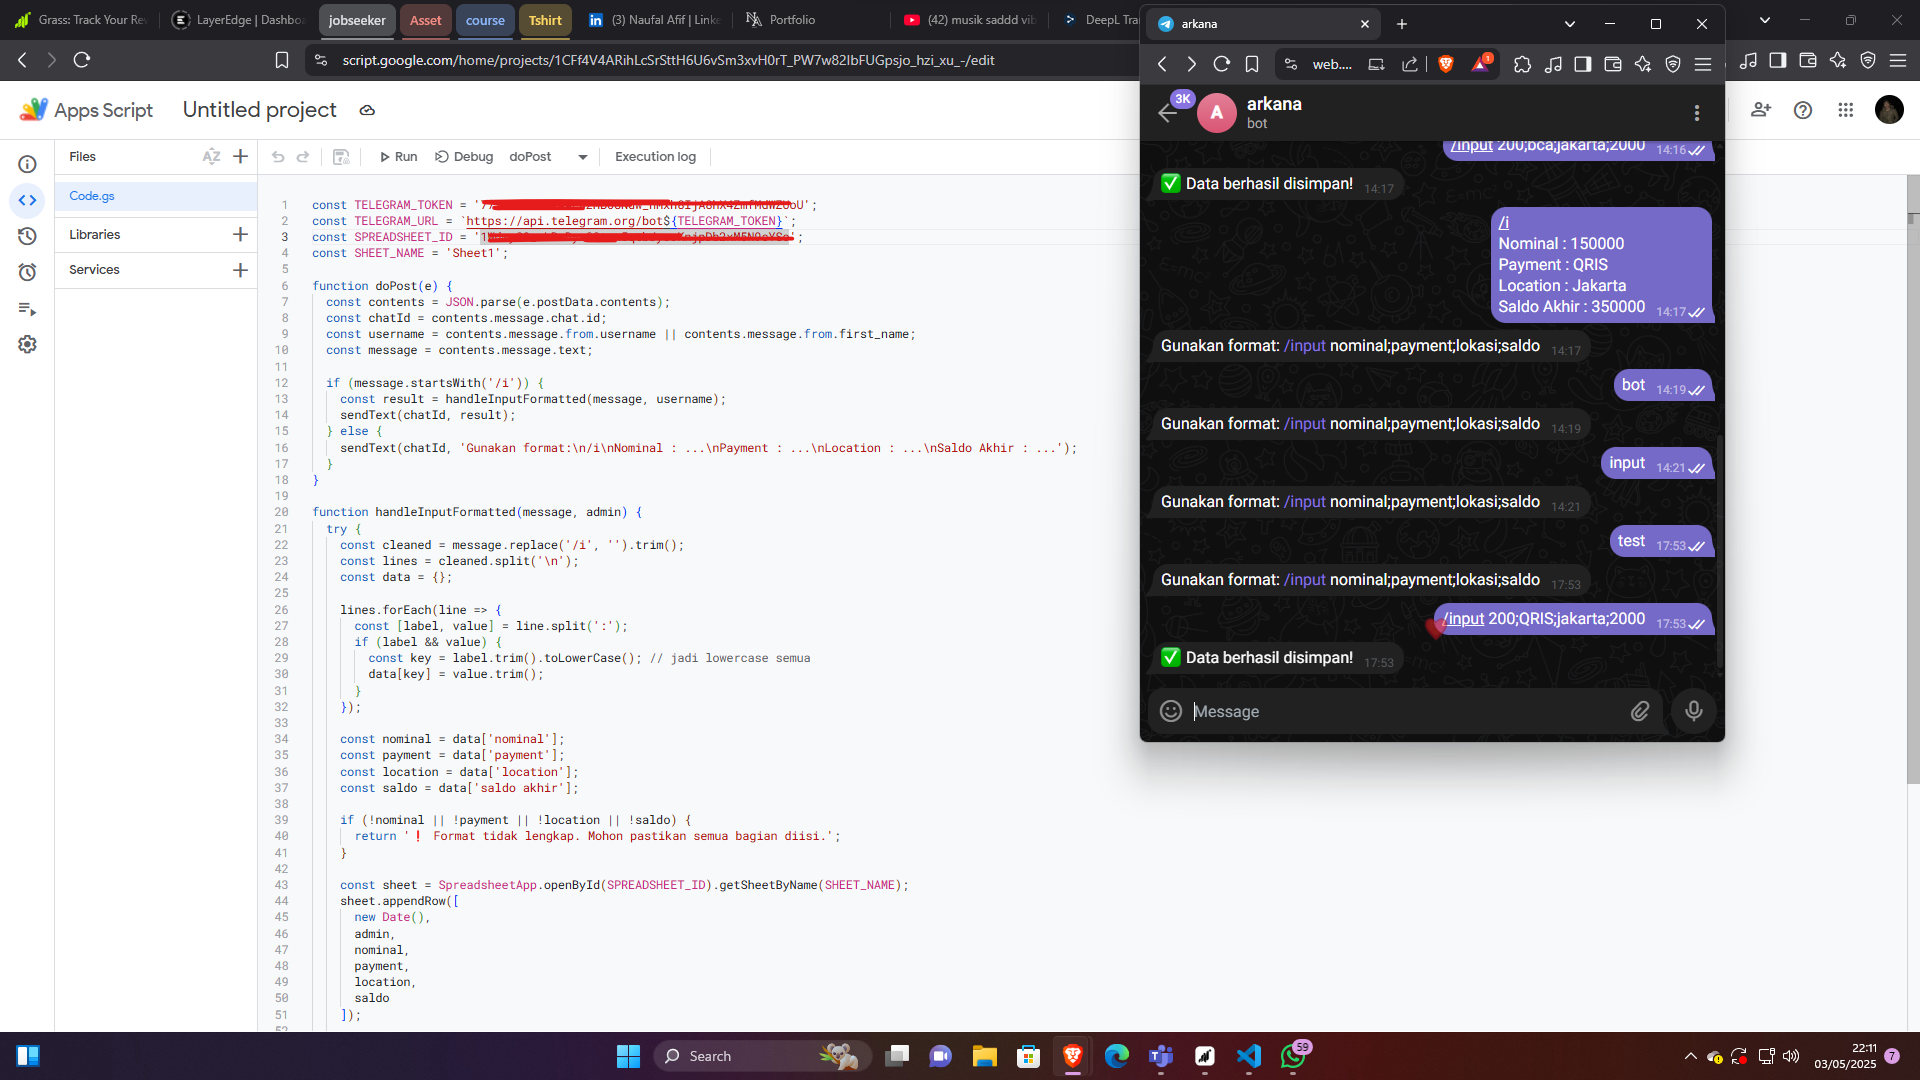 Grass: Track Your Re
LayerEdge | Dashbo
jobseeker
Asset
course
Tshirt
(3) Naufal Afif | Link
Portfolio
(42) musik saddd vib
DeepL Tra
script.google.com/home/projects/1CFf4V4ARihLcSrSttH6U6vSm3xvH0rT_PW7w82IbFUGpsjo_hzi_xu_-/edit
Apps Script
Untitled project
Files
Run
Debug
doPost
Execution log
Code.gs
Libraries
Services
1 const TELEGRAM_TOKEN = '
2 const TELEGRAM_URL = `https://api.telegram.org/bot${TELEGRAM_TOKEN}`;
3 const SPREADSHEET_ID = '
4 const SHEET_NAME = 'Sheet1';
5
6 function doPost(e) {
7 const contents = JSON.parse(e.postData.contents);
8 const chatId = contents.message.chat.id;
9 const username = contents.message.from.username || contents.message.from.first_name;
10 const message = contents.message.text;
11
12 if (message.startsWith('/i')) {
13 const result = handleInputFormatted(message, username);
14 sendText(chatId, result);
15 } else {
16 sendText(chatId, 'Gunakan format:\n/i\nNominal : ...\nPayment : ...\nLocation : ...\nSaldo Akhir : ...');
17 }
18 }
19
20 function handleInputFormatted(message, admin) {
21 try {
22 const cleaned = message.replace('/i', '').trim();
23 const lines = cleaned.split('\n');
24 const data = {};
25
26 lines.forEach(line => {
27 const [label, value] = line.split(':');
28 if (label && value) {
29 const key = label.trim().toLowerCase(); // jadi lowercase semua
30 data[key] = value.trim();
31 }
32 });
33
34 const nominal = data['nominal'];
35 const payment = data['payment'];
36 const location = data['location'];
37 const saldo = data['saldo akhir'];
38
39 if (!nominal || !payment || !location || !saldo) {
40 return '❗ Format tidak lengkap. Mohon pastikan semua bagian diisi.';
41 }
42
43 const sheet = SpreadsheetApp.openById(SPREADSHEET_ID).getSheetByName(SHEET_NAME);
44 sheet.appendRow([
45 new Date(),
46 admin,
47 nominal,
48 payment,
49 location,
50 saldo
51 ]);
52
arkana
web....
1
3K
A
arkana
bot
/input 200;bca;jakarta;2000 14:16
✅ Data berhasil disimpan! 14:17
/i
Nominal : 150000
Payment : QRIS
Location : Jakarta
Saldo Akhir : 350000 14:17
Gunakan format: /input nominal;payment;lokasi;saldo 14:17
bot 14:19
Gunakan format: /input nominal;payment;lokasi;saldo 14:19
input 14:21
Gunakan format: /input nominal;payment;lokasi;saldo 14:21
test 17:53
Gunakan format: /input nominal;payment;lokasi;saldo 17:53
/input 200;QRIS;jakarta;2000 17:53
✅ Data berhasil disimpan! 17:53
Message
Search
59
22:11
03/05/2025
7